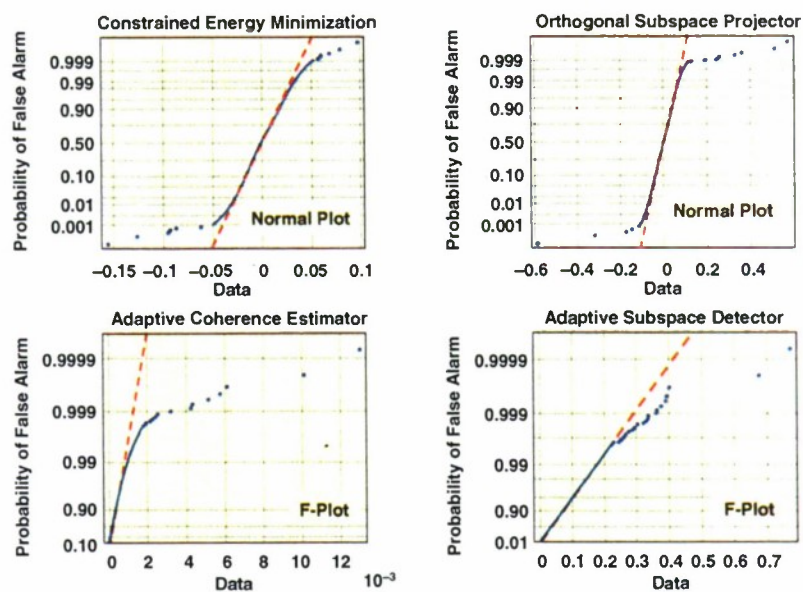 Constrained Energy Minimization
Probability of False Alarm
0.999
0.99
0.90
0.50
0.10
0.01
0.001
Normal Plot
−0.15 −0.1 −0.05 0 0.05 0.1
Data
Orthogonal Subspace Projector
Probability of False Alarm
0.999
0.99
0.90
0.50
0.10
0.01
0.001
Normal Plot
−0.6 −0.4 −0.2 0 0.2 0.4
Data
Adaptive Coherence Estimator
Probability of False Alarm
0.9999
0.999
0.99
0.90
0.10
F-Plot
0 2 4 6 8 10 12
Data
10−3
Adaptive Subspace Detector
Probability of False Alarm
0.9999
0.999
0.99
0.90
0.01
F-Plot
0 0.1 0.2 0.3 0.4 0.5 0.6 0.7
Data